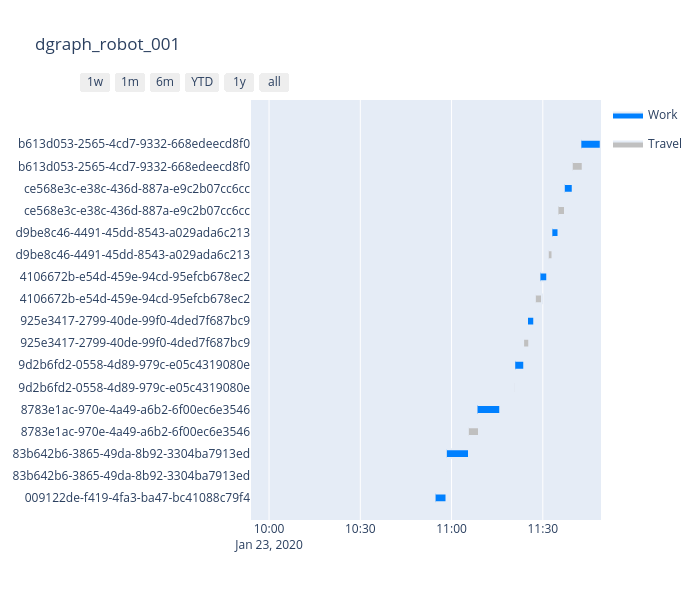 dgraph_robot_001
1w 1m 6m YTD 1y all
Work
Travel
b613d053-2565-4cd7-9332-668edeecd8f0
b613d053-2565-4cd7-9332-668edeecd8f0
ce568e3c-e38c-436d-887a-e9c2b07cc6cc
ce568e3c-e38c-436d-887a-e9c2b07cc6cc
d9be8c46-4491-45dd-8543-a029ada6c213
d9be8c46-4491-45dd-8543-a029ada6c213
4106672b-e54d-459e-94cd-95efcb678ec2
4106672b-e54d-459e-94cd-95efcb678ec2
925e3417-2799-40de-99f0-4ded7f687bc9
925e3417-2799-40de-99f0-4ded7f687bc9
9d2b6fd2-0558-4d89-979c-e05c4319080e
9d2b6fd2-0558-4d89-979c-e05c4319080e
8783e1ac-970e-4a49-a6b2-6f00ec6e3546
8783e1ac-970e-4a49-a6b2-6f00ec6e3546
83b642b6-3865-49da-8b92-3304ba7913ed
83b642b6-3865-49da-8b92-3304ba7913ed
009122de-f419-4fa3-ba47-bc41088c79f4
10:00 10:30 11:00 11:30
Jan 23, 2020